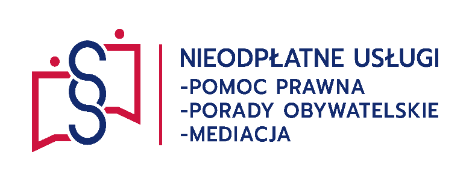 NIEODPŁATNE USŁUGI
-POMOC PRAWNA
-PORADY OBYWATELSKIE
-MEDIACJA